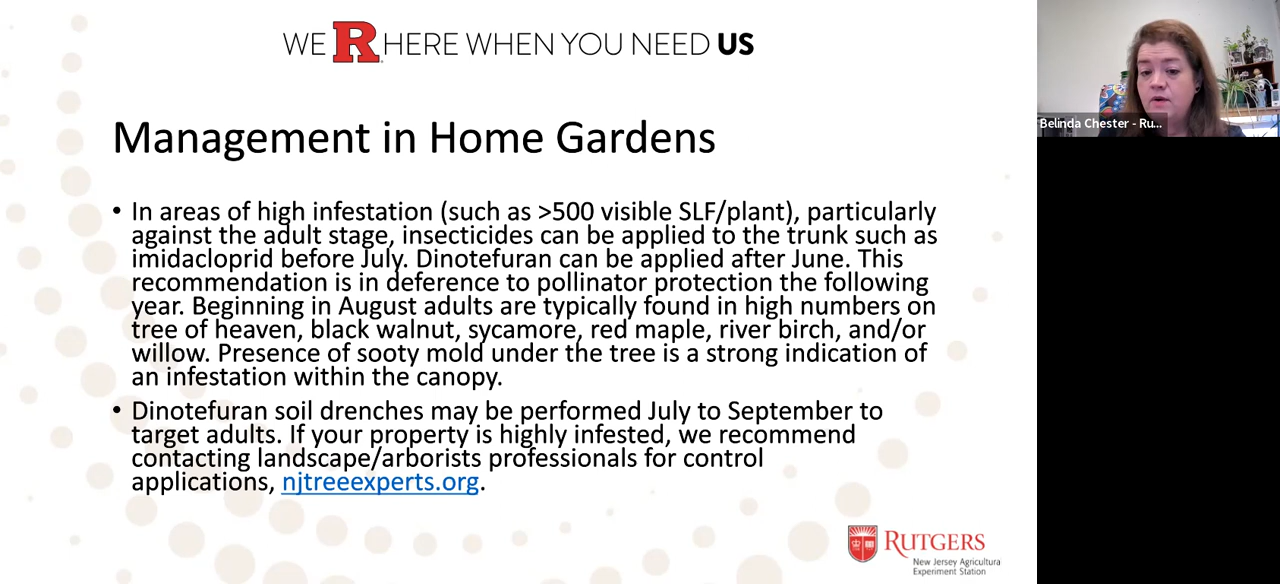 WE R HERE WHEN YOU NEED US
Management in Home Gardens
• In areas of high infestation (such as >500 visible SLF/plant), particularly
against the adult stage, insecticides can be applied to the trunk such as
imidacloprid before July. Dinotefuran can be applied after June. This
recommendation is in deference to pollinator protection the following
year. Beginning in August adults are typically found in high numbers on
tree of heaven, black walnut, sycamore, red maple, river birch, and/or
willow. Presence of sooty mold under the tree is a strong indication of
an infestation within the canopy.
• Dinotefuran soil drenches may be performed July to September to
target adults. If your property is highly infested, we recommend
contacting landscape/arborists professionals for control
applications, njtreeexperts.org.
RUTGERS
New Jersey Agricultura
Experiment Station
Belinda Chester - Ru...